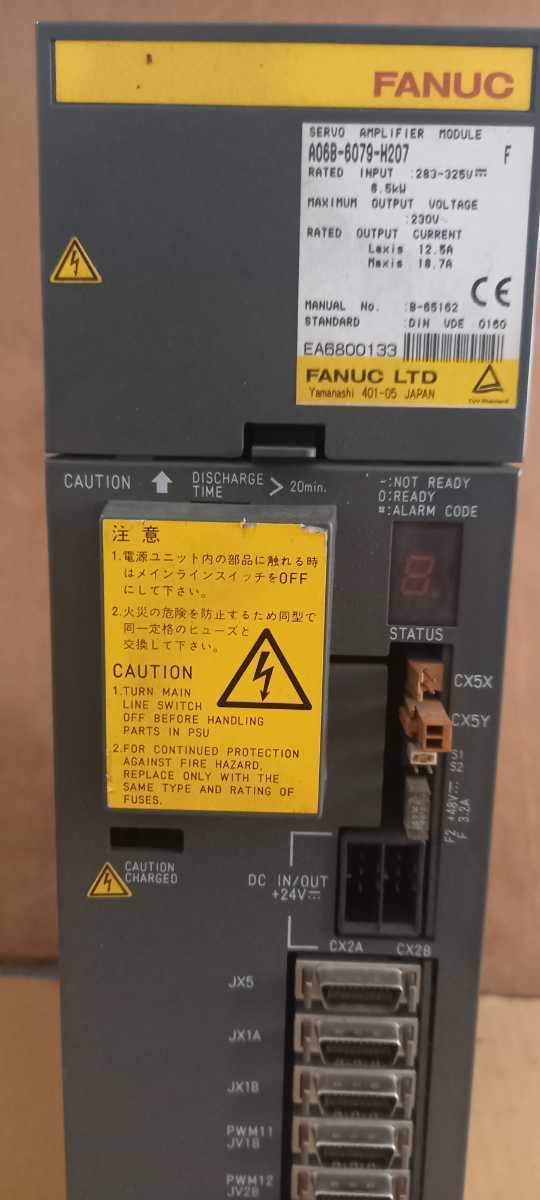 FANUC
SERVO AMPLIFIER MODULE
A06B-6079-H207 F
RATED INPUT :283-325V
6.5kW
MAXIMUM OUTPUT VOLTAGE
:230V~
RATED OUTPUT CURRENT
Laxis 12.5A
Maxis 18.7A
MANUAL No. :B-65162
STANDARD :DIN VDE 0160
CE
EA6800133
FANUC LTD
Yamanashi 401-05 JAPAN
TÜV Rheinland
CAUTION DISCHARGE TIME > 20min.
-:NOT READY
0:READY
#:ALARM CODE
8.
STATUS
注意
1.電源ユニット内の部品に触れる時
はメインラインスイッチをOFF
にして下さい。
2.火災の危険を防止するため同型で
同一定格のヒューズと
交換して下さい。
CAUTION
1.TURN MAIN
LINE SWITCH
OFF BEFORE HANDLING
PARTS IN PSU
2.FOR CONTINUED PROTECTION
AGAINST FIRE HAZARD,
REPLACE ONLY WITH THE
SAME TYPE AND RATING OF
FUSES.
CX5X
CX5Y
S1
S2
+48V
F2 F 3.2A
CAUTION
CHARGED
DC IN/OUT
+24V
CX2A CX2B
JX5
JX1A
JX1B
PWM11
JV1B
PWM12
JV2B